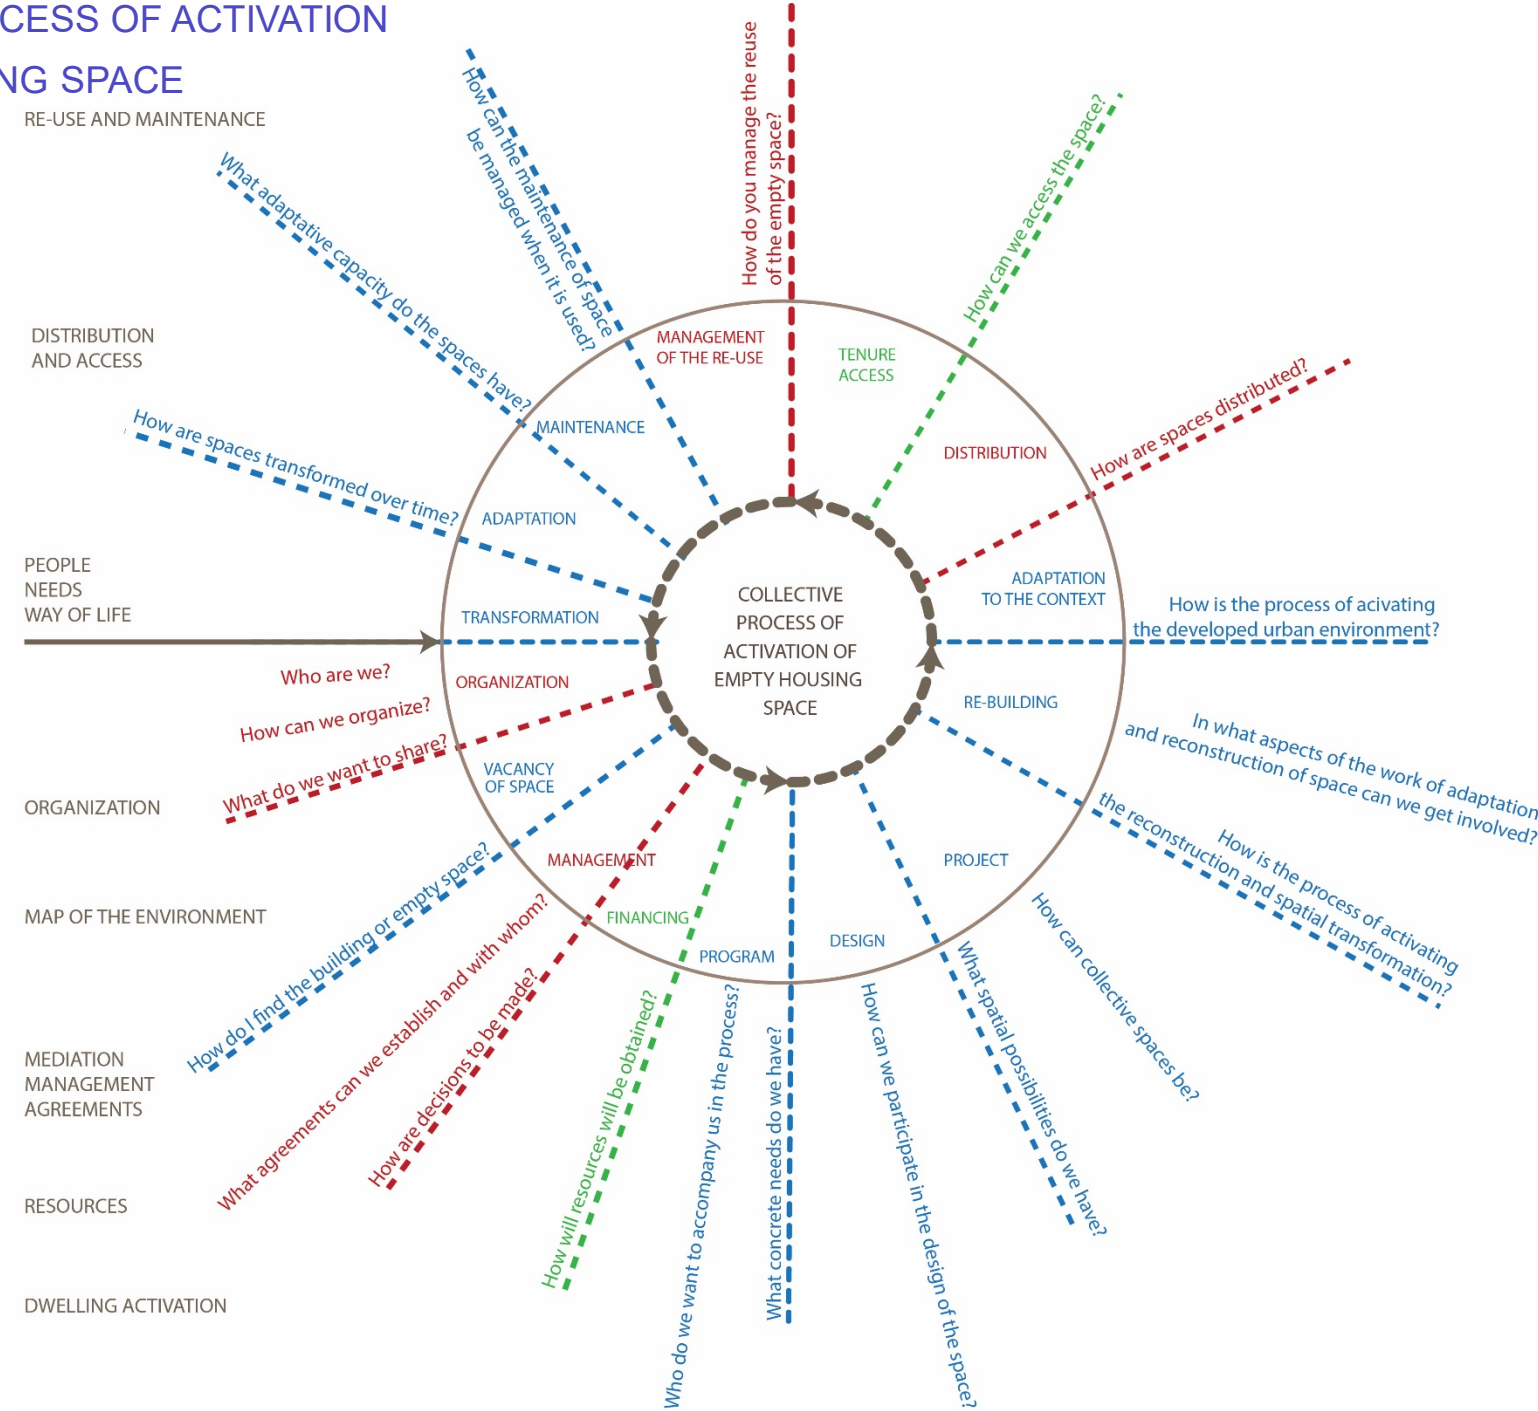 CESS OF ACTIVATION
NG SPACE
RE-USE AND MAINTENANCE
DISTRIBUTION
AND ACCESS
PEOPLE
NEEDS
WAY OF LIFE
ORGANIZATION
MAP OF THE ENVIRONMENT
MEDIATION
MANAGEMENT
AGREEMENTS
RESOURCES
DWELLING ACTIVATION
How do you manage the reuse
of the empty space?
How can we access the space?
How are spaces distributed?
How is the process of acivating
the developed urban environment?
In what aspects of the work of adaptation
and reconstruction of space can we get involved?
How is the process of activating
the reconstruction and spatial transformation?
How can collective spaces be?
What spatial possibilities do we have?
How can we participate in the design of the space?
What concrete needs do we have?
Who do we want to accompany us in the process?
How will resources will be obtained?
How are decisions to be made?
What agreements can we establish and with whom?
How do I find the building or empty space?
What do we want to share?
How can we organize?
Who are we?
How are spaces transformed over time?
What adaptative capacity do the spaces have?
How can the maintenance of space
be managed when it is used?
MANAGEMENT
OF THE RE-USE
TENURE
ACCESS
DISTRIBUTION
ADAPTATION
TO THE CONTEXT
RE-BUILDING
PROJECT
DESIGN
PROGRAM
FINANCING
MANAGEMENT
VACANCY
OF SPACE
ORGANIZATION
TRANSFORMATION
ADAPTATION
MAINTENANCE
COLLECTIVE
PROCESS OF
ACTIVATION OF
EMPTY HOUSING
SPACE